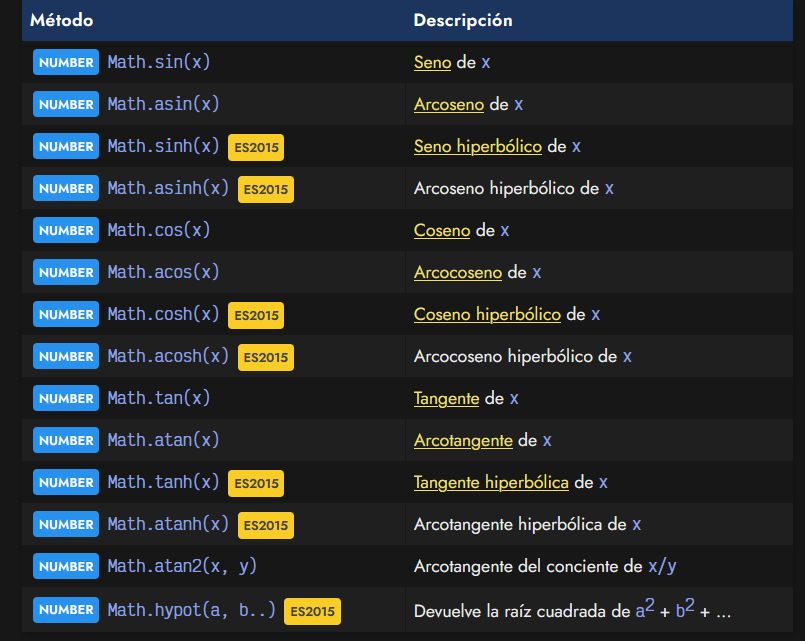 Método Descripción
NUMBER Math.sin(x) Seno de x
NUMBER Math.asin(x) Arcoseno de x
NUMBER Math.sinh(x) ES2015 Seno hiperbólico de x
NUMBER Math.asinh(x) ES2015 Arcoseno hiperbólico de x
NUMBER Math.cos(x) Coseno de x
NUMBER Math.acos(x) Arcocoseno de x
NUMBER Math.cosh(x) ES2015 Coseno hiperbólico de x
NUMBER Math.acosh(x) ES2015 Arcocoseno hiperbólico de x
NUMBER Math.tan(x) Tangente de x
NUMBER Math.atan(x) Arcotangente de x
NUMBER Math.tanh(x) ES2015 Tangente hiperbólica de x
NUMBER Math.atanh(x) ES2015 Arcotangente hiperbólica de x
NUMBER Math.atan2(x, y) Arcotangente del conciente de x/y
NUMBER Math.hypot(a, b..) ES2015 Devuelve la raíz cuadrada de a² + b² + ...